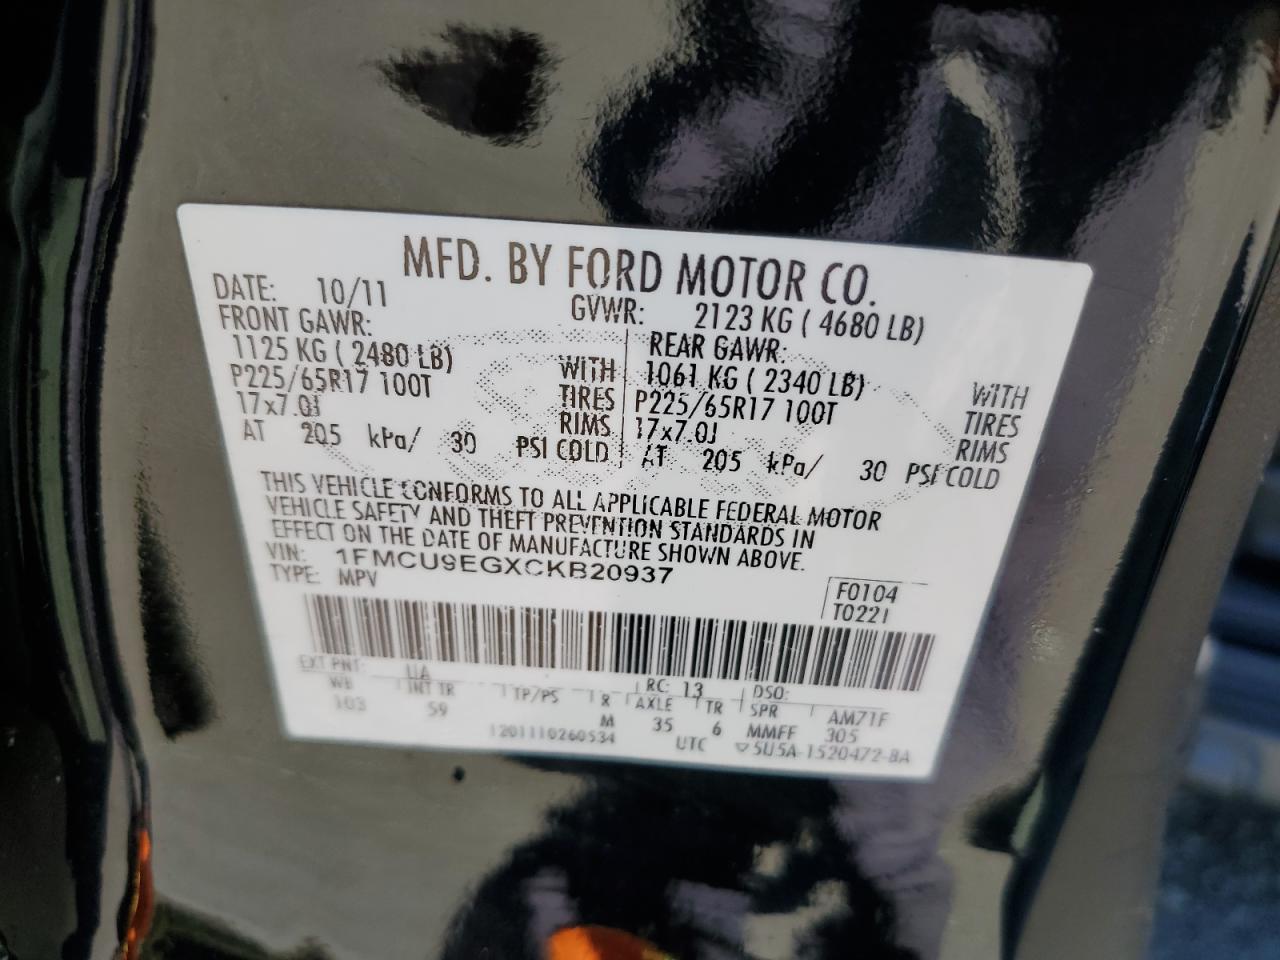 MFD. BY FORD MOTOR CO.
DATE: 10/11 GVWR: 2123 KG ( 4680 LB)
FRONT GAWR: REAR GAWR:
1125 KG ( 2480 LB) WITH 1061 KG ( 2340 LB) WITH
P225/65R17 100T TIRES P225/65R17 100T TIRES
17x7.0J RIMS 17x7.0J RIMS
AT 205 kPa/ 30 PSI COLD AT 205 kPa/ 30 PSI COLD
THIS VEHICLE CONFORMS TO ALL APPLICABLE FEDERAL MOTOR
VEHICLE SAFETY AND THEFT PREVENTION STANDARDS IN
EFFECT ON THE DATE OF MANUFACTURE SHOWN ABOVE.
VIN: 1FMCU9EGXCKB20937
TYPE: MPV
F0104
T0221
EXT PNT: UA RC: 13 DSO:
WB INT TR TP/PS R AXLE TR SPR AM71F
103 59 M 35 6 MMFF 305
1201110260534 UTC ▽5U5A-1520472-BA